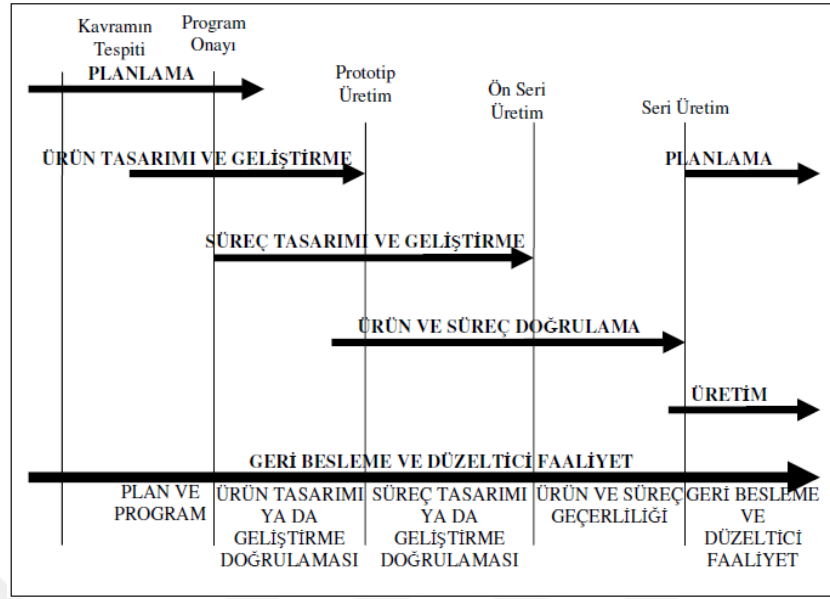 Kavramın
Tespiti
Program
Onayı
PLANLAMA
Prototip
Üretim
Ön Seri
Üretim
Seri Üretim
ÜRÜN TASARIMI VE GELİŞTİRME
PLANLAMA
SÜREÇ TASARIMI VE GELİŞTİRME
ÜRÜN VE SÜREÇ DOĞRULAMA
ÜRETİM
GERİ BESLEME VE DÜZELTİCİ FAALİYET
PLAN VE
PROGRAM
ÜRÜN TASARIMI
YA DA
GELİŞTİRME
DOĞRULAMASI
SÜREÇ TASARIMI
YA DA
GELİŞTİRME
DOĞRULAMASI
ÜRÜN VE SÜREÇ
GEÇERLİLİĞİ
GERİ BESLEME
VE
DÜZELTİCİ
FAALİYET